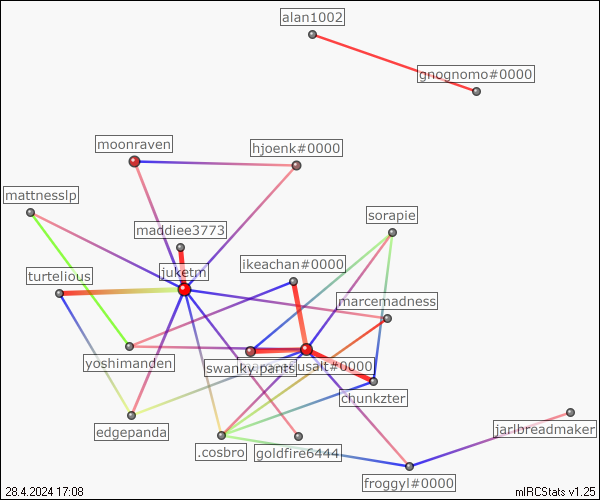 alan1002
gnognomo#0000
moonraven
hjoenk#0000
mattnesslp
sorapie
maddiee3773
juketm
ikeachan#0000
turtelious
marcemadness
yoshimanden
swanky.pants
usalt#0000
chunkzter
edgepanda
.cosbro
goldfire6444
jarlbreadmaker
froggyl#0000
28.4.2024 17:08
mIRCStats v1.25